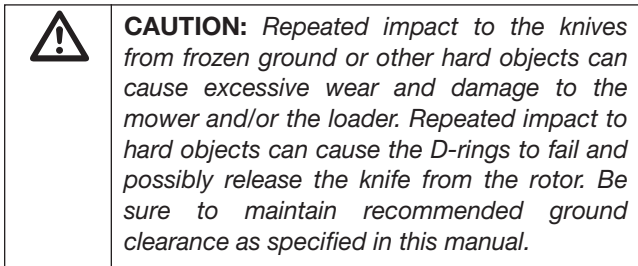 CAUTION: Repeated impact to the knives
from frozen ground or other hard objects can
cause excessive wear and damage to the
mower and/or the loader. Repeated impact to
hard objects can cause the D-rings to fail and
possibly release the knife from the rotor. Be
sure to maintain recommended ground
clearance as specified in this manual.